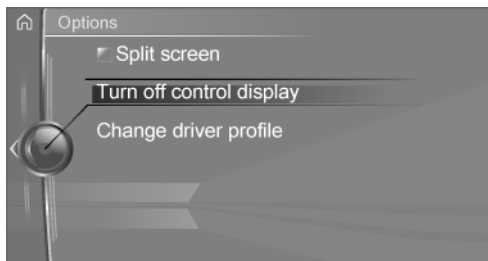 Options
Split screen
Turn off control display
Change driver profile